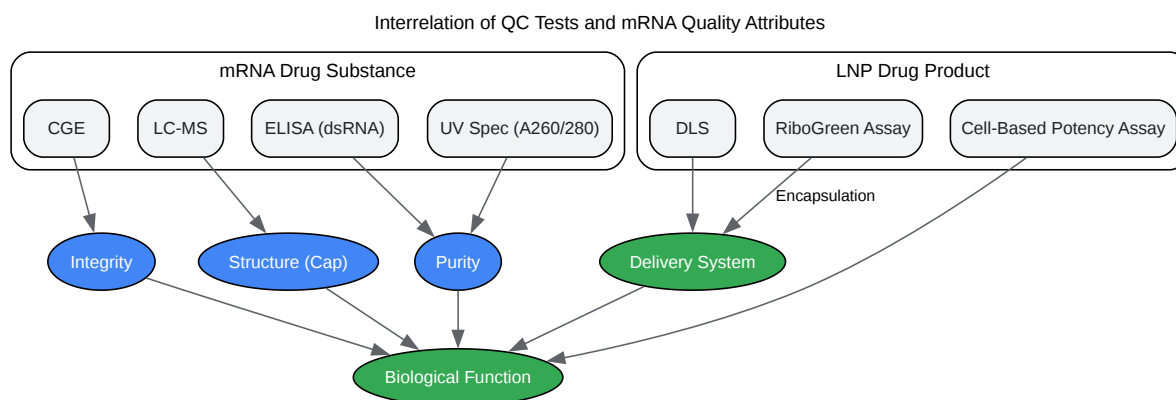 Interrelation of QC Tests and mRNA Quality Attributes
mRNA Drug Substance
LNP Drug Product
CGE
LC-MS
ELISA (dsRNA)
UV Spec (A260/280)
DLS
RiboGreen Assay
Cell-Based Potency Assay
Encapsulation
Integrity
Structure (Cap)
Purity
Delivery System
Biological Function